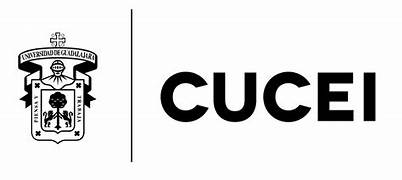 UNIVERSIDAD DE GUADALAJARA
PIENSA Y
TRABAJA
CUCEI